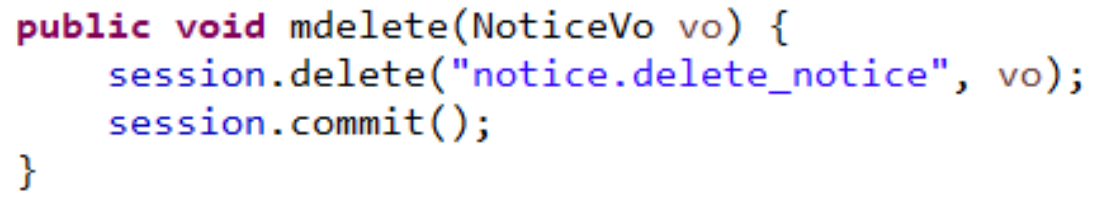 public void mdelete(NoticeVo vo) {
    session.delete("notice.delete_notice", vo);
    session.commit();
}